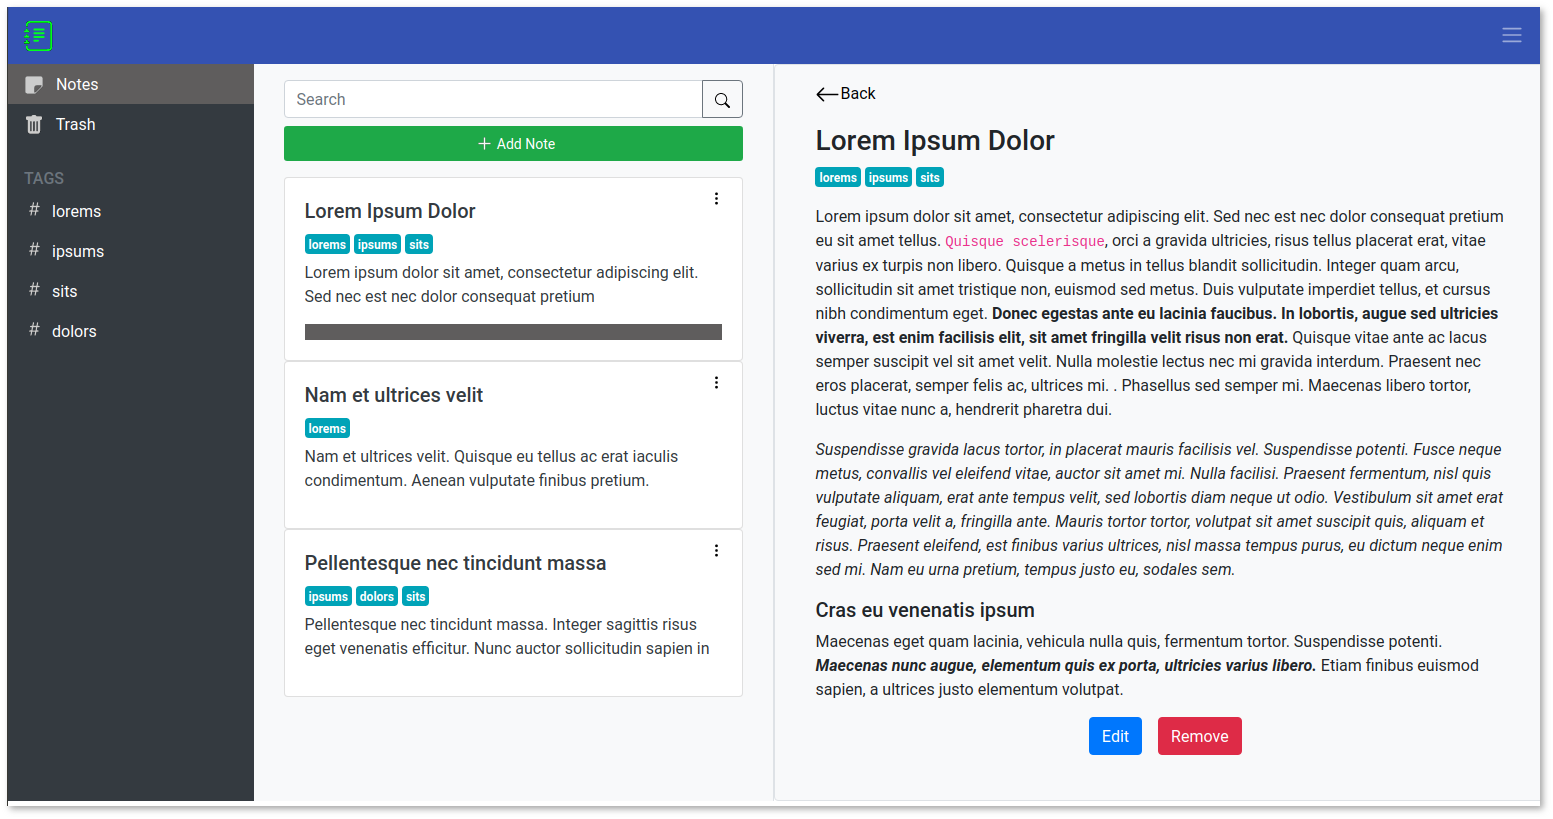 Notes
Trash
TAGS
# lorems
# ipsums
# sits
# dolors
Search
+ Add Note
Lorem Ipsum Dolor
lorems ipsums sits
Lorem ipsum dolor sit amet, consectetur adipiscing elit.
Sed nec est nec dolor consequat pretium
Nam et ultrices velit
lorems
Nam et ultrices velit. Quisque eu tellus ac erat iaculis
condimentum. Aenean vulputate finibus pretium.
Pellentesque nec tincidunt massa
ipsums dolors sits
Pellentesque nec tincidunt massa. Integer sagittis risus
eget venenatis efficitur. Nunc auctor sollicitudin sapien in
Back
Lorem Ipsum Dolor
lorems ipsums sits
Lorem ipsum dolor sit amet, consectetur adipiscing elit. Sed nec est nec dolor consequat pretium
eu sit amet tellus. Quisque scelerisque, orci a gravida ultricies, risus tellus placerat erat, vitae
varius ex turpis non libero. Quisque a metus in tellus blandit sollicitudin. Integer quam arcu,
sollicitudin sit amet tristique non, euismod sed metus. Duis vulputate imperdiet tellus, et cursus
nibh condimentum eget. Donec egestas ante eu lacinia faucibus. In lobortis, augue sed ultricies
viverra, est enim facilisis elit, sit amet fringilla velit risus non erat. Quisque vitae ante ac lacus
semper suscipit vel sit amet velit. Nulla molestie lectus nec mi gravida interdum. Praesent nec
eros placerat, semper felis ac, ultrices mi. . Phasellus sed semper mi. Maecenas libero tortor,
luctus vitae nunc a, hendrerit pharetra dui.
Suspendisse gravida lacus tortor, in placerat mauris facilisis vel. Suspendisse potenti. Fusce neque
metus, convallis vel eleifend vitae, auctor sit amet mi. Nulla facilisi. Praesent fermentum, nisl quis
vulputate aliquam, erat ante tempus velit, sed lobortis diam neque ut odio. Vestibulum sit amet erat
feugiat, porta velit a, fringilla ante. Mauris tortor tortor, volutpat sit amet suscipit quis, aliquam et
risus. Praesent eleifend, est finibus varius ultrices, nisl massa tempus purus, eu dictum neque enim
sed mi. Nam eu urna pretium, tempus justo eu, sodales sem.
Cras eu venenatis ipsum
Maecenas eget quam lacinia, vehicula nulla quis, fermentum tortor. Suspendisse potenti.
Maecenas nunc augue, elementum quis ex porta, ultricies varius libero. Etiam finibus euismod
sapien, a ultrices justo elementum volutpat.
Edit Remove